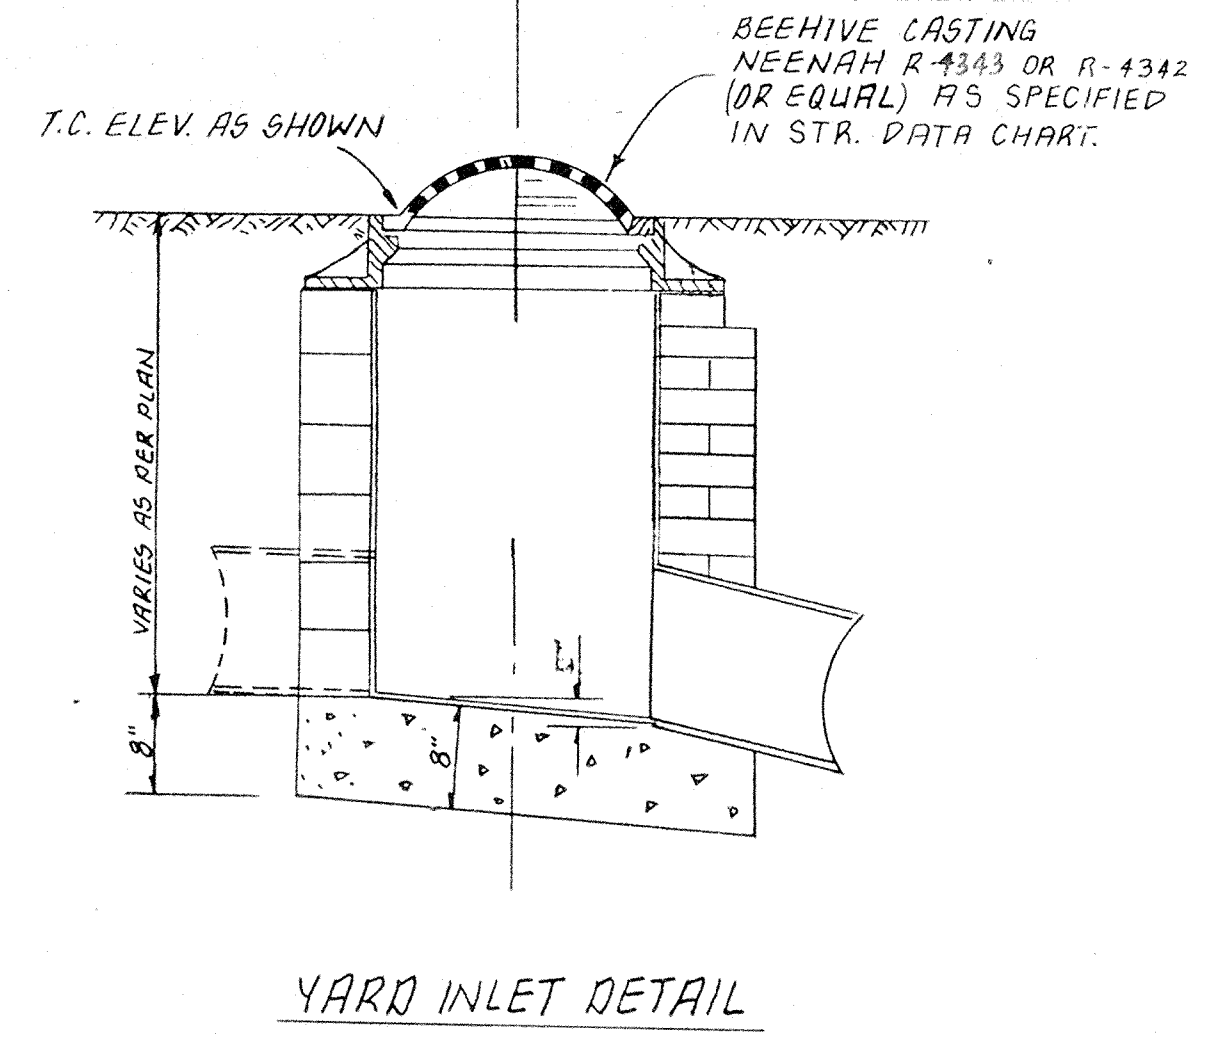 BEEHIVE CASTING
NEENAH R-4343 OR R-4342
(OR EQUAL) AS SPECIFIED
IN STR. DATA CHART.
T.C. ELEV. AS SHOWN
VARIES AS PER PLAN
8"
8"
YARD INLET DETAIL